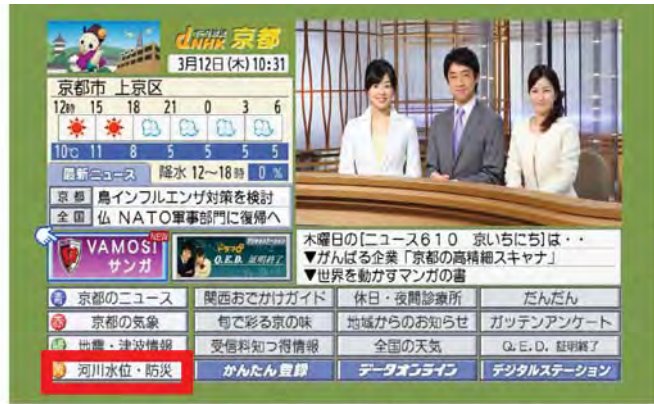 dNHK 京都
3月12日(木)10:31
京都市 上京区
12時 15 18 21 0 3 6
10℃ 11 8 5 5 5 5
最新ニュース 降水 12～18時 0 %
京都 鳥インフルエンザ対策を検討
全国 仏 NATO軍事部門に復帰へ
NEW
VAMOS!
サンガ
ドラマ8
Q.E.D. 証明終了
木曜日の[ニュース610 京いちにち]は・・
▼がんばる企業「京都の高精細スキャナ」
▼世界を動かすマンガの書
青 京都のニュース 関西おでかけガイド 休日・夜間診療所 だんだん
赤 京都の気象 旬で彩る京の味 地域からのお知らせ ガッテンアンケート
緑 地震・津波情報 受信料知っ得情報 全国の天気 Q.E.D. 証明終了
黄 河川水位・防災 かんたん登録 データオンライン デジタルステーション